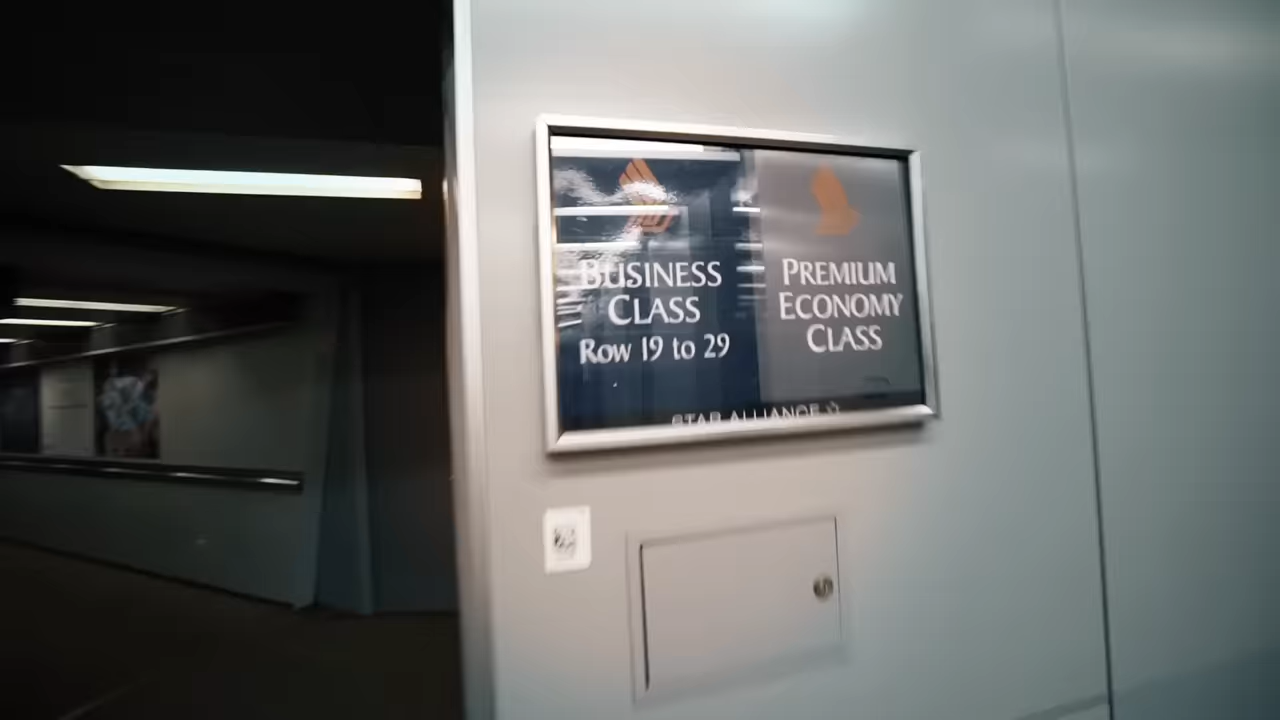 BUSINESS
CLASS
Row 19 to 29
PREMIUM
ECONOMY
CLASS
STAR ALLIANCE